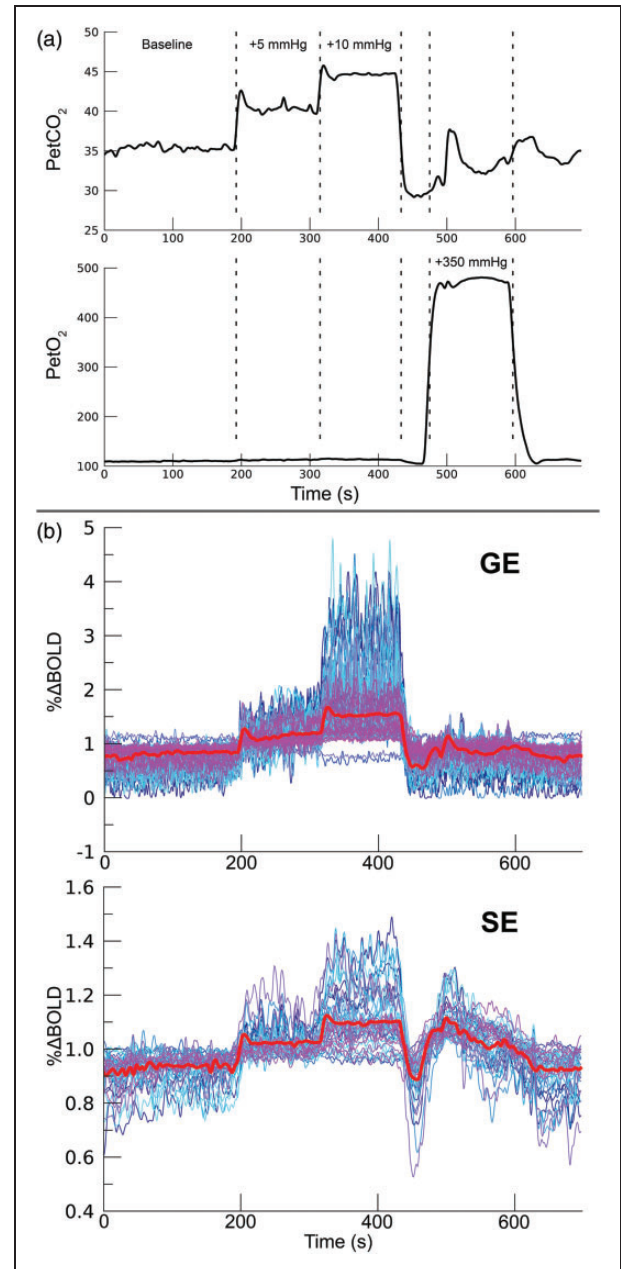 (a)
Baseline +5 mmHg +10 mmHg
PetCO2
50
45
40
35
30
25
0 100 200 300 400 500 600
+350 mmHg
PetO2
500
400
300
200
100
0 100 200 300 400 500 600
Time (s)
(b)
GE
%ΔBOLD
5
4
3
2
1
0
-1
0 200 400 600
SE
%ΔBOLD
1.6
1.4
1.2
1.0
0.8
0.6
0.4
0 200 400 600
Time (s)